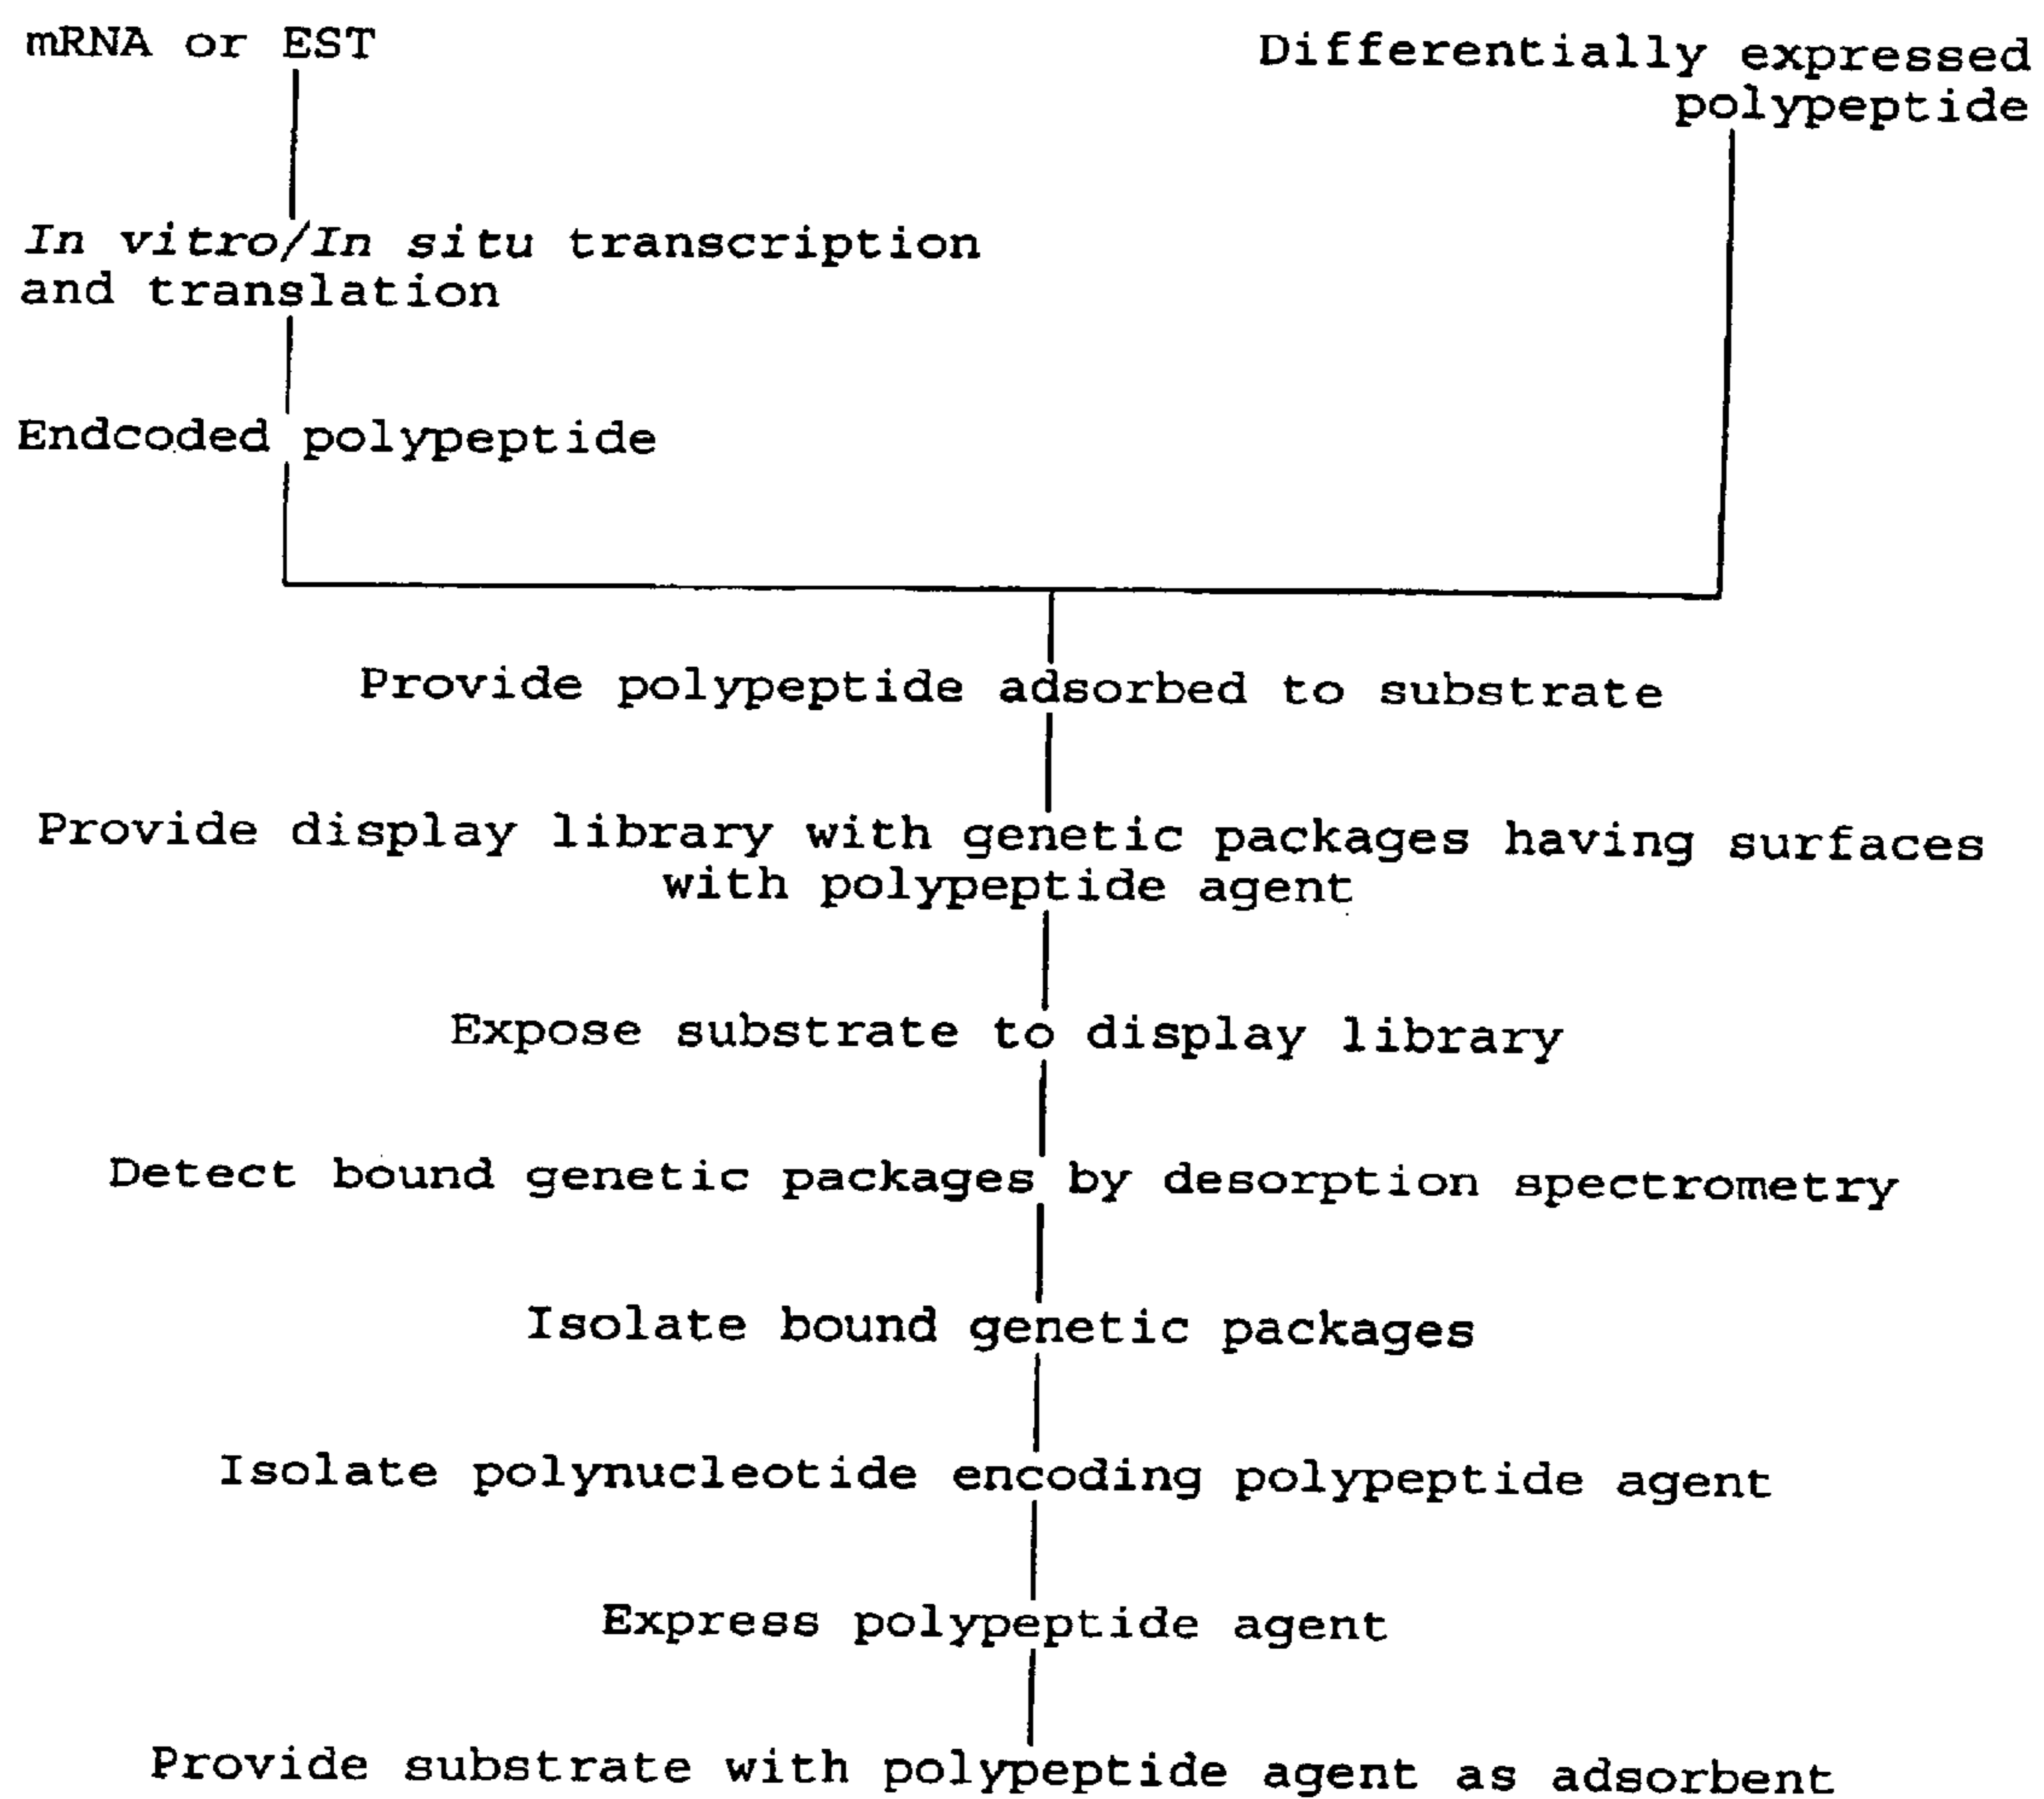 mRNA or EST
Differentially expressed
polypeptide
In vitro/In situ transcription
and translation
Endcoded polypeptide
Provide polypeptide adsorbed to substrate
Provide display library with genetic packages having surfaces
with polypeptide agent
Expose substrate to display library
Detect bound genetic packages by desorption spectrometry
Isolate bound genetic packages
Isolate polynucleotide encoding polypeptide agent
Express polypeptide agent
Provide substrate with polypeptide agent as adsorbent